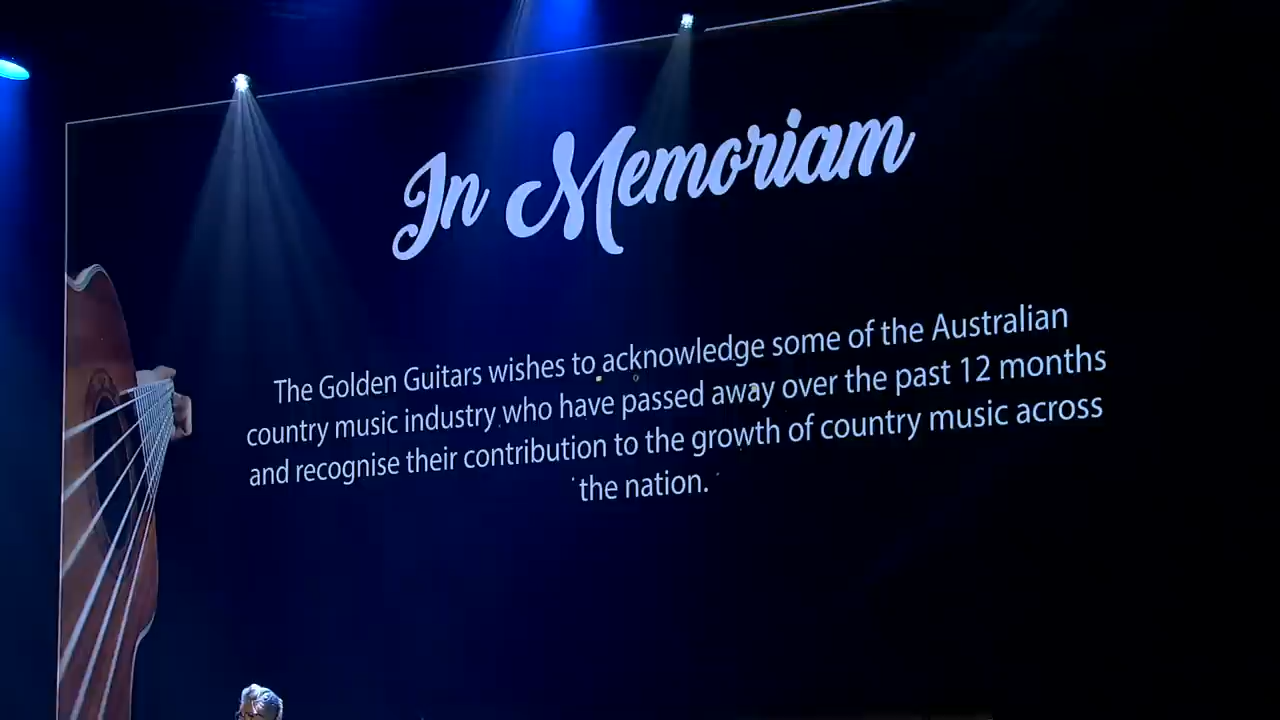 In Memoriam
The Golden Guitars wishes to acknowledge some of the Australian
country music industry who have passed away over the past 12 months
and recognise their contribution to the growth of country music across
the nation.